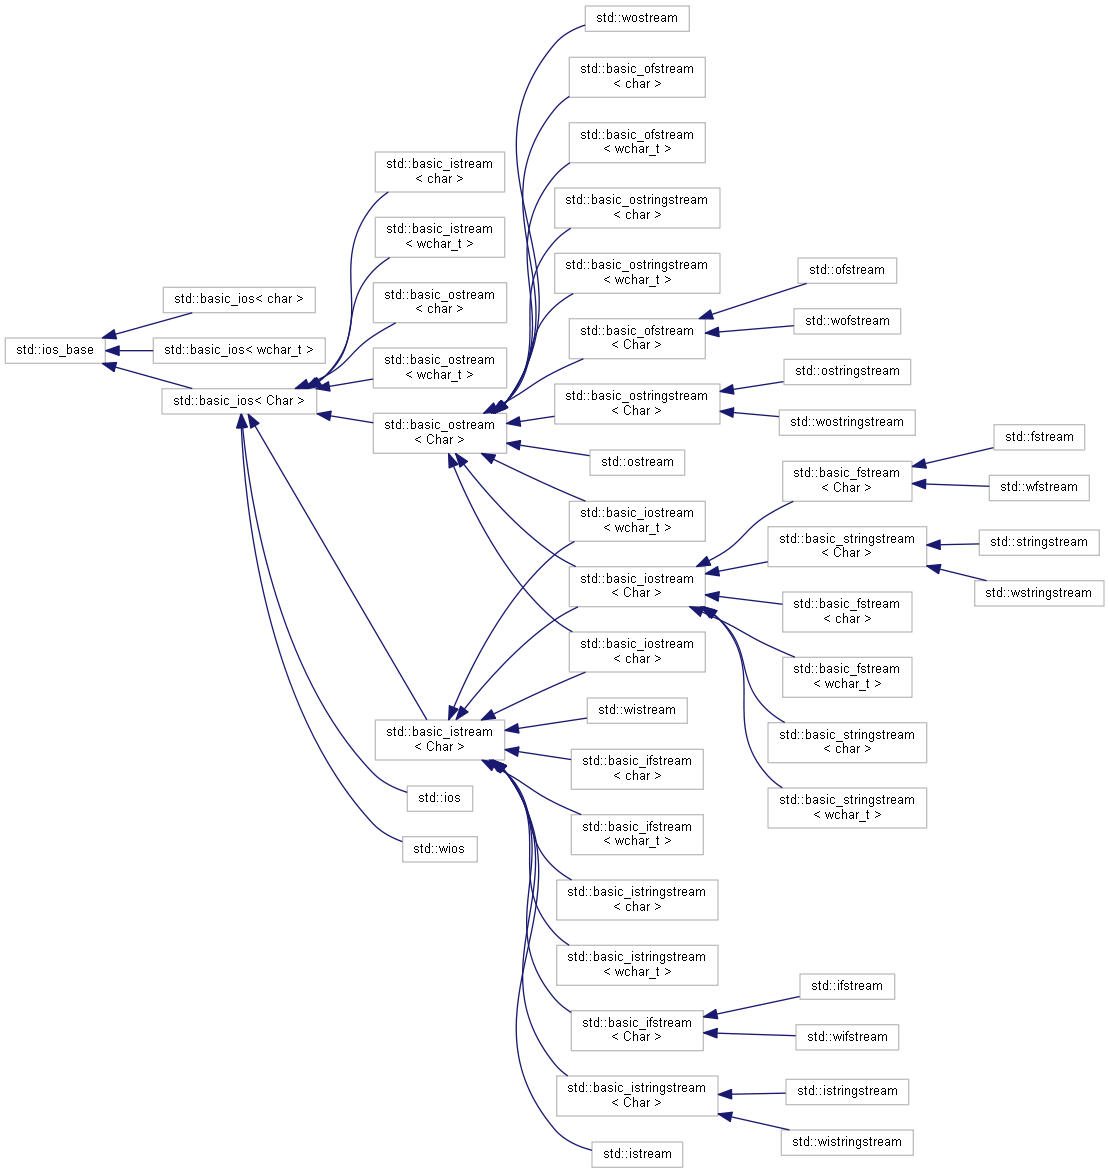 std::wostream
std::basic_ofstream
< char >
std::basic_ofstream
< wchar_t >
std::basic_istream
< char >
std::basic_ostringstream
< char >
std::basic_istream
< wchar_t >
std::basic_ostringstream
< wchar_t >
std::ofstream
std::basic_ios< char >
std::basic_ostream
< char >
std::wofstream
std::basic_ofstream
< Char >
std::ios_base
std::basic_ios< wchar_t >
std::basic_ostream
< wchar_t >
std::ostringstream
std::basic_ios< Char >
std::basic_ostringstream
< Char >
std::wostringstream
std::basic_ostream
< Char >
std::fstream
std::ostream
std::basic_fstream
< Char >
std::wfstream
std::basic_iostream
< wchar_t >
std::stringstream
std::basic_stringstream
< Char >
std::basic_iostream
< Char >
std::wstringstream
std::basic_fstream
< char >
std::basic_iostream
< char >
std::basic_fstream
< wchar_t >
std::wistream
std::basic_istream
< Char >
std::basic_stringstream
< char >
std::basic_ifstream
< char >
std::ios
std::basic_stringstream
< wchar_t >
std::basic_ifstream
< wchar_t >
std::wios
std::basic_istringstream
< char >
std::basic_istringstream
< wchar_t >
std::ifstream
std::basic_ifstream
< Char >
std::wifstream
std::basic_istringstream
< Char >
std::istringstream
std::wistringstream
std::istream